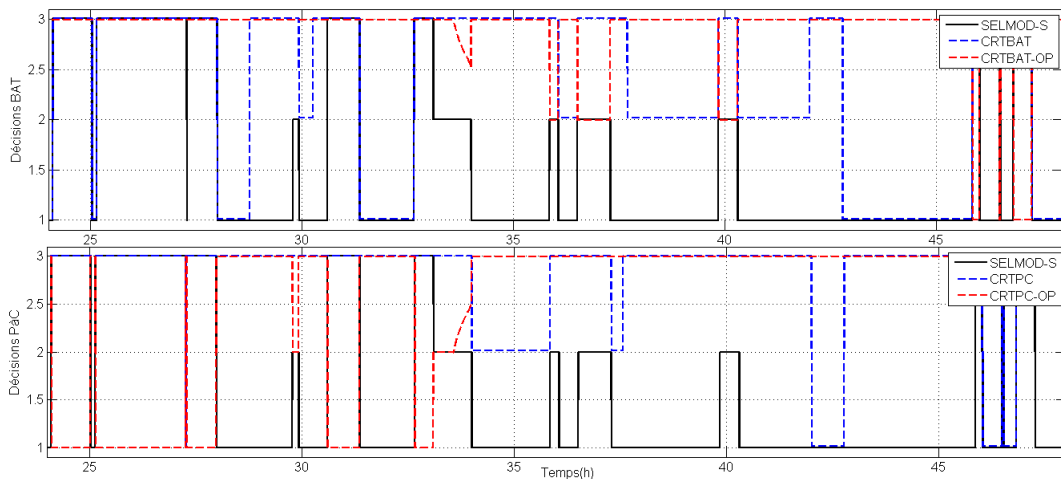 3
2.5
2
1.5
1
Décisions BAT
SELMOD-S
CRTBAT
CRTBAT-OP
25
30
35
40
45
3
2.5
2
1.5
1
Décisions PàC
SELMOD-S
CRTPC
CRTPC-OP
25
30
35
40
45
Temps(h)